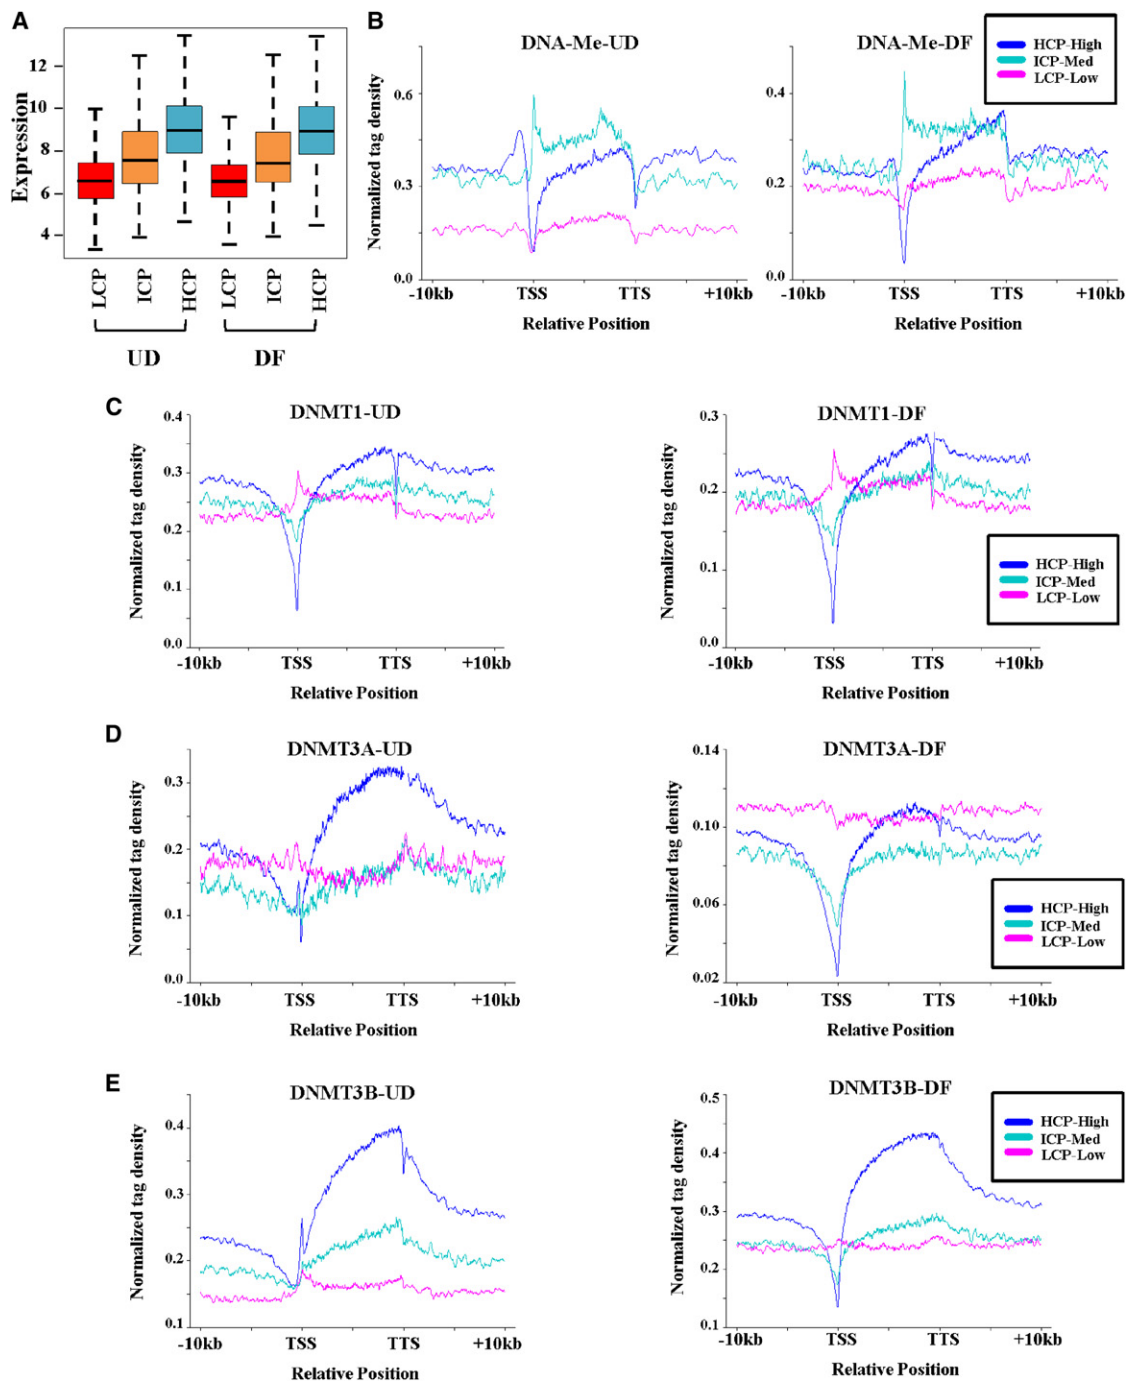 A
Expression
12
10
8
6
4
LCP
ICP
HCP
LCP
ICP
HCP
UD
DF
B
DNA-Me-UD
Normalized tag density
0.6
0.3
0.0
-10kb
TSS
TTS
+10kb
Relative Position
DNA-Me-DF
0.4
0.2
0.0
-10kb
TSS
TTS
+10kb
Relative Position
HCP-High
ICP-Med
LCP-Low
C
DNMT1-UD
Normalized tag density
0.4
0.3
0.2
0.1
0.0
-10kb
TSS
TTS
+10kb
Relative Position
DNMT1-DF
Normalized tag density
0.3
0.2
0.1
0.0
-10kb
TSS
TTS
+10kb
Relative Position
HCP-High
ICP-Med
LCP-Low
D
DNMT3A-UD
Normalized tag density
0.3
0.2
0.1
0.0
-10kb
TSS
TTS
+10kb
Relative Position
DNMT3A-DF
Normalized tag density
0.14
0.10
0.06
0.02
-10kb
TSS
TTS
+10kb
Relative Position
HCP-High
ICP-Med
LCP-Low
E
DNMT3B-UD
Normalized tag density
0.4
0.3
0.2
0.1
-10kb
TSS
TTS
+10kb
Relative Position
DNMT3B-DF
Normalized tag density
0.5
0.4
0.3
0.2
0.1
-10kb
TSS
TTS
+10kb
Relative Position
HCP-High
ICP-Med
LCP-Low